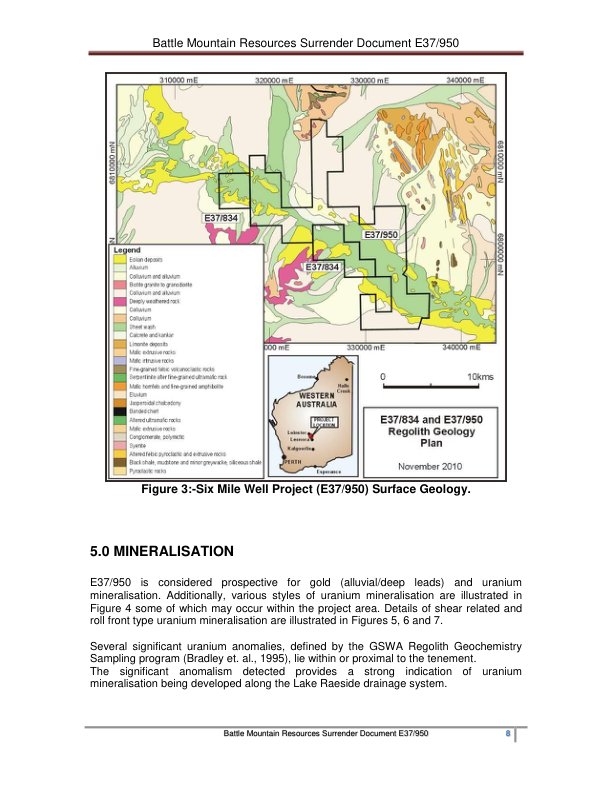 Battle Mountain Resources Surrender Document E37/950
310000 mE
320000 mE
330000 mE
340000 mE
6810000 mN
6810000 mN
E37/834
E37/950
6800000 mN
N
E37/834
Legend
Eolian deposits
Alluvium
Colluvium and alluvium
Biotite granite to granodiorite
Colluvium and alluvium
Deeply weathered rock
Colluvium
Colluvium
Sheet wash
Calcrete and kankar
Limonite deposits
Mafic extrusive rocks
Mafic intrusive rocks
Fine-grained felsic volcanoclastic rocks
Serpentinite after fine-grained ultramafic rock
Mafic hornfels and fine-grained amphibolite
Eluvium
Jasperoidal chalcedony
Banded chert
Altered ultramafic rocks
Mafic extrusive rocks
Conglomerate, polymictic
Syenite
Altered felsic pyroclastic and extrusive rocks
Black shale, mudstone and minor greywacke, siliceous shale
Pyroclastic rocks
000 mE
330000 mE
340000 mE
Broome
Halls
Creek
WESTERN
AUSTRALIA
PROJECT
LOCATION
Leinster
Leonora
Kalgoorlie
PERTH
Esperance
0
10kms
E37/834 and E37/950
Regolith Geology
Plan
November 2010
Figure 3:-Six Mile Well Project (E37/950) Surface Geology.
5.0 MINERALISATION
E37/950 is considered prospective for gold (alluvial/deep leads) and uranium
mineralisation. Additionally, various styles of uranium mineralisation are illustrated in
Figure 4 some of which may occur within the project area. Details of shear related and
roll front type uranium mineralisation are illustrated in Figures 5, 6 and 7.
Several significant uranium anomalies, defined by the GSWA Regolith Geochemistry
Sampling program (Bradley et. al., 1995), lie within or proximal to the tenement.
The significant anomalism detected provides a strong indication of uranium
mineralisation being developed along the Lake Raeside drainage system.
Battle Mountain Resources Surrender Document E37/950
8